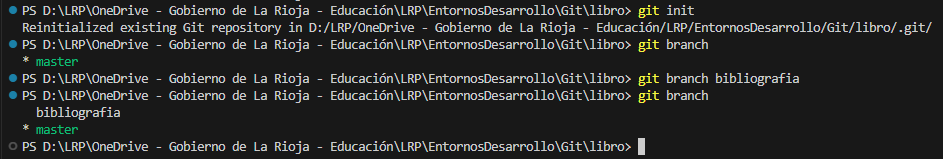 PS D:\LRP\OneDrive - Gobierno de La Rioja - Educación\LRP\EntornosDesarrollo\Git\libro> git init
Reinitialized existing Git repository in D:/LRP/OneDrive - Gobierno de La Rioja - Educación/LRP/EntornosDesarrollo/Git/libro/.git/
PS D:\LRP\OneDrive - Gobierno de La Rioja - Educación\LRP\EntornosDesarrollo\Git\libro> git branch
* master
PS D:\LRP\OneDrive - Gobierno de La Rioja - Educación\LRP\EntornosDesarrollo\Git\libro> git branch bibliografia
PS D:\LRP\OneDrive - Gobierno de La Rioja - Educación\LRP\EntornosDesarrollo\Git\libro> git branch
  bibliografia
* master
PS D:\LRP\OneDrive - Gobierno de La Rioja - Educación\LRP\EntornosDesarrollo\Git\libro>